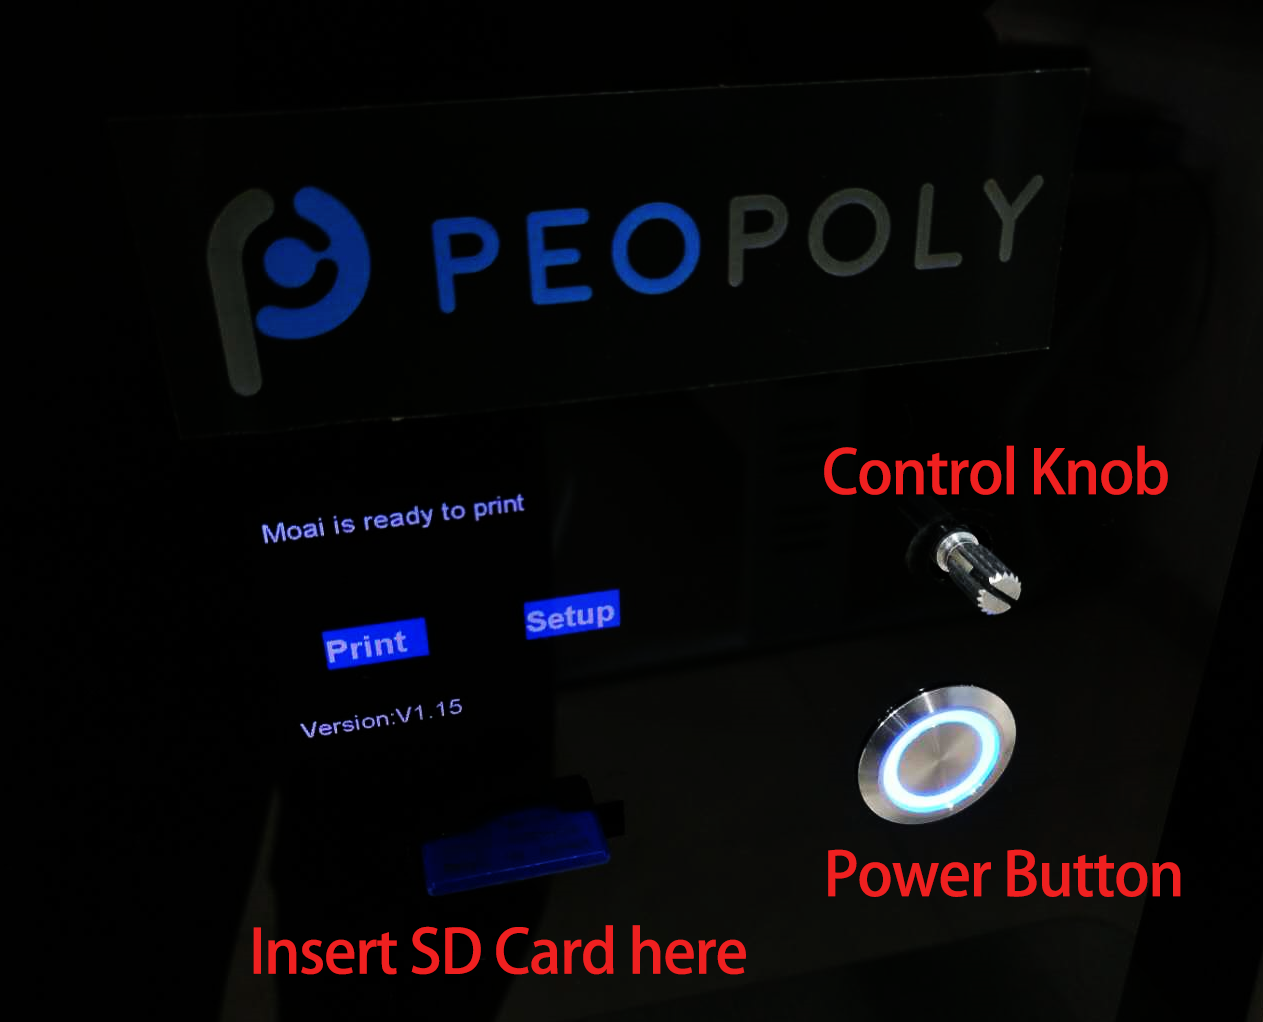 PEOPOLY
Control Knob
Moai is ready to print
Print
Setup
Version:V1.15
Power Button
Insert SD Card here